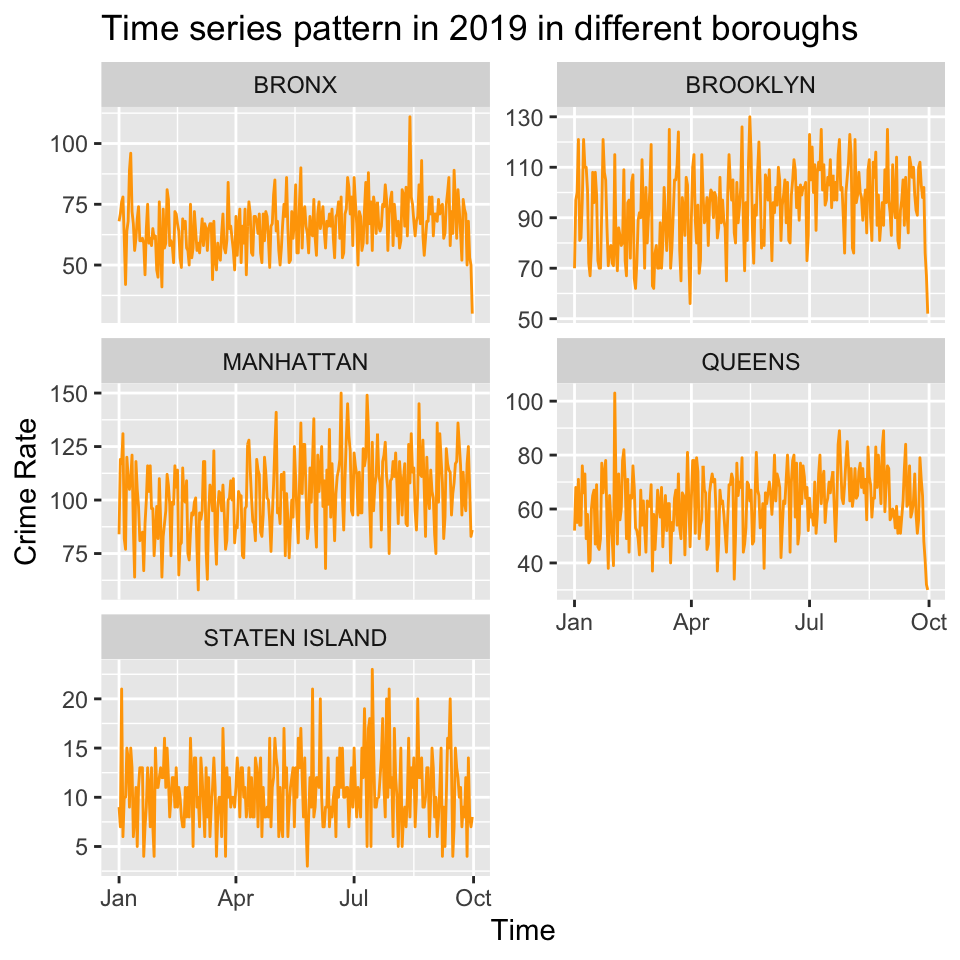 Time series pattern in 2019 in different boroughs
BRONX
100
75
50
BROOKLYN
130
110
90
70
50
MANHATTAN
150
125
100
75
QUEENS
100
80
60
40
Jan Apr Jul Oct
STATEN ISLAND
20
15
10
5
Jan Apr Jul Oct
Crime Rate
Time